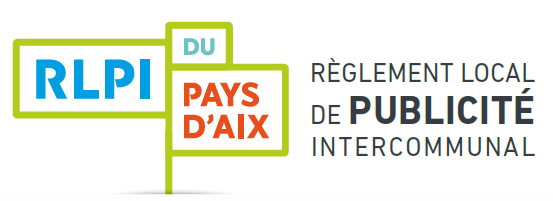 RLPI
DU
PAYS
D'AIX
RÈGLEMENT LOCAL
DE PUBLICITÉ
INTERCOMMUNAL